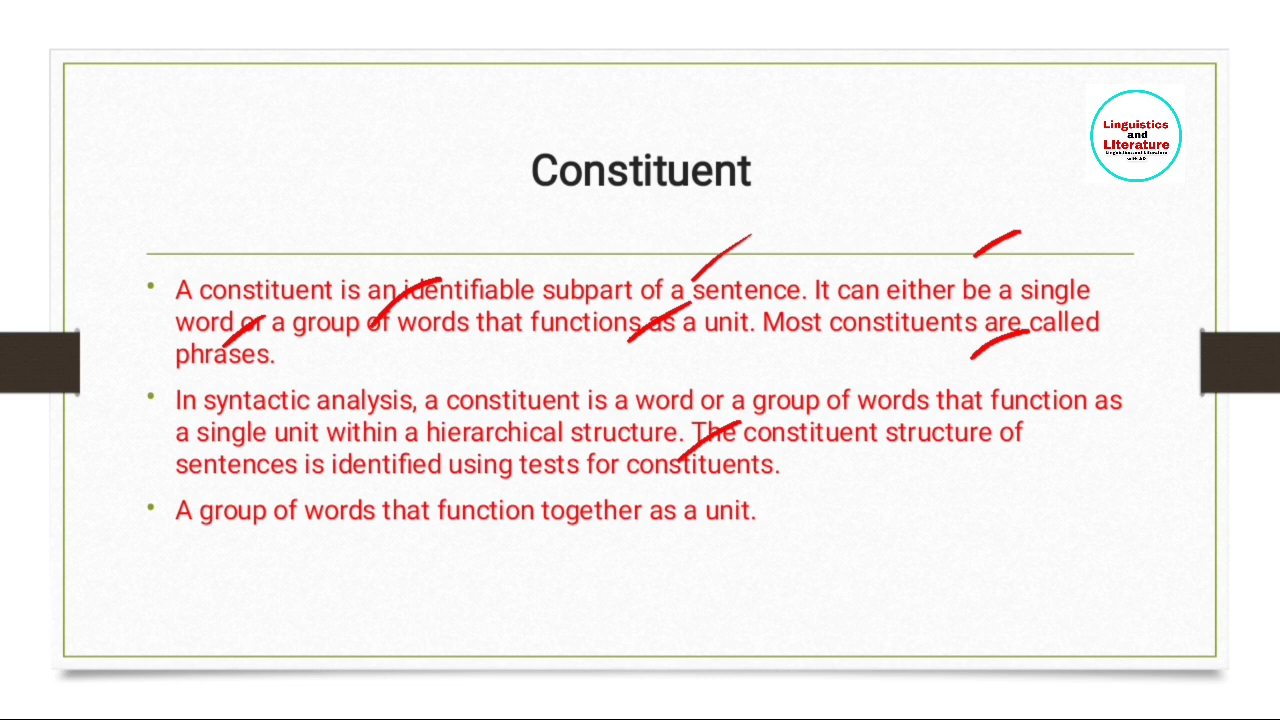 Linguistics
and
LIterature
Constituent
• A constituent is an identifiable subpart of a sentence. It can either be a single
word or a group of words that functions as a unit. Most constituents are called
phrases.
• In syntactic analysis, a constituent is a word or a group of words that function as
a single unit within a hierarchical structure. The constituent structure of
sentences is identified using tests for constituents.
• A group of words that function together as a unit.